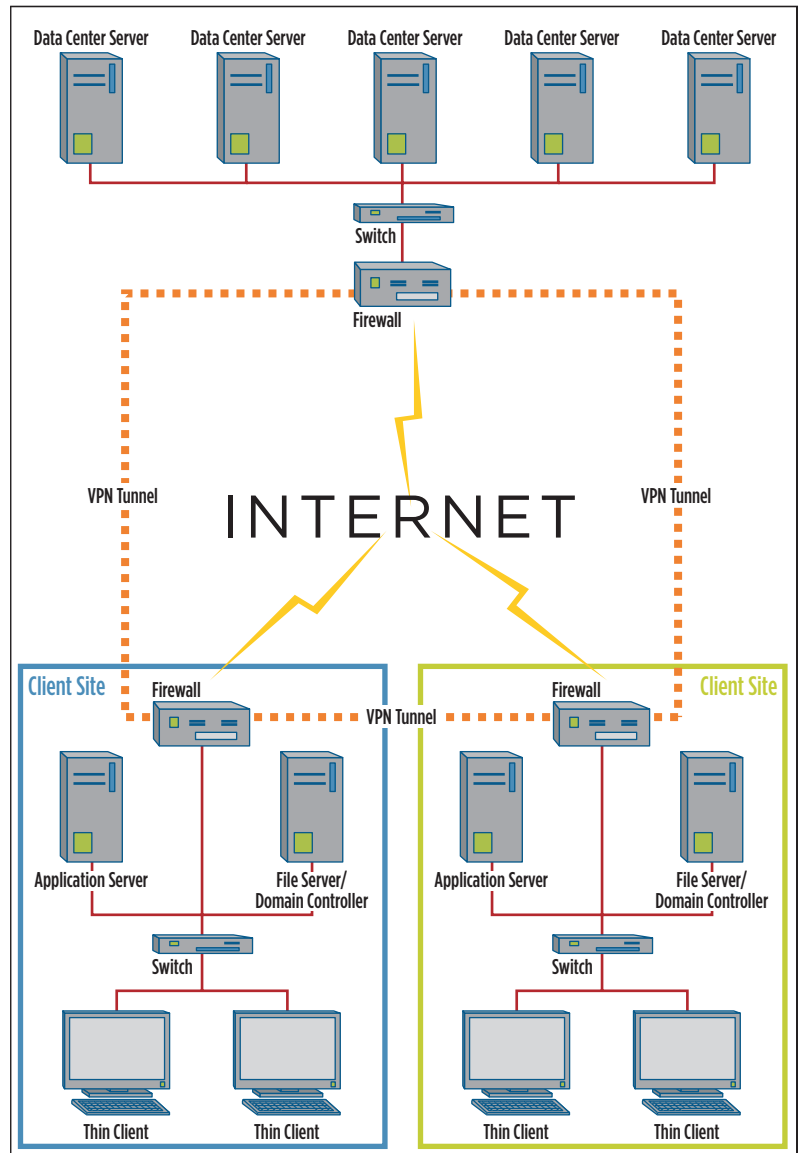 Data Center Server
Data Center Server
Data Center Server
Data Center Server
Data Center Server
Switch
Firewall
VPN Tunnel
INTERNET
VPN Tunnel
Client Site
Firewall
VPN Tunnel
Firewall
Client Site
Application Server
File Server/
Domain Controller
Switch
Thin Client
Thin Client
Application Server
File Server/
Domain Controller
Switch
Thin Client
Thin Client